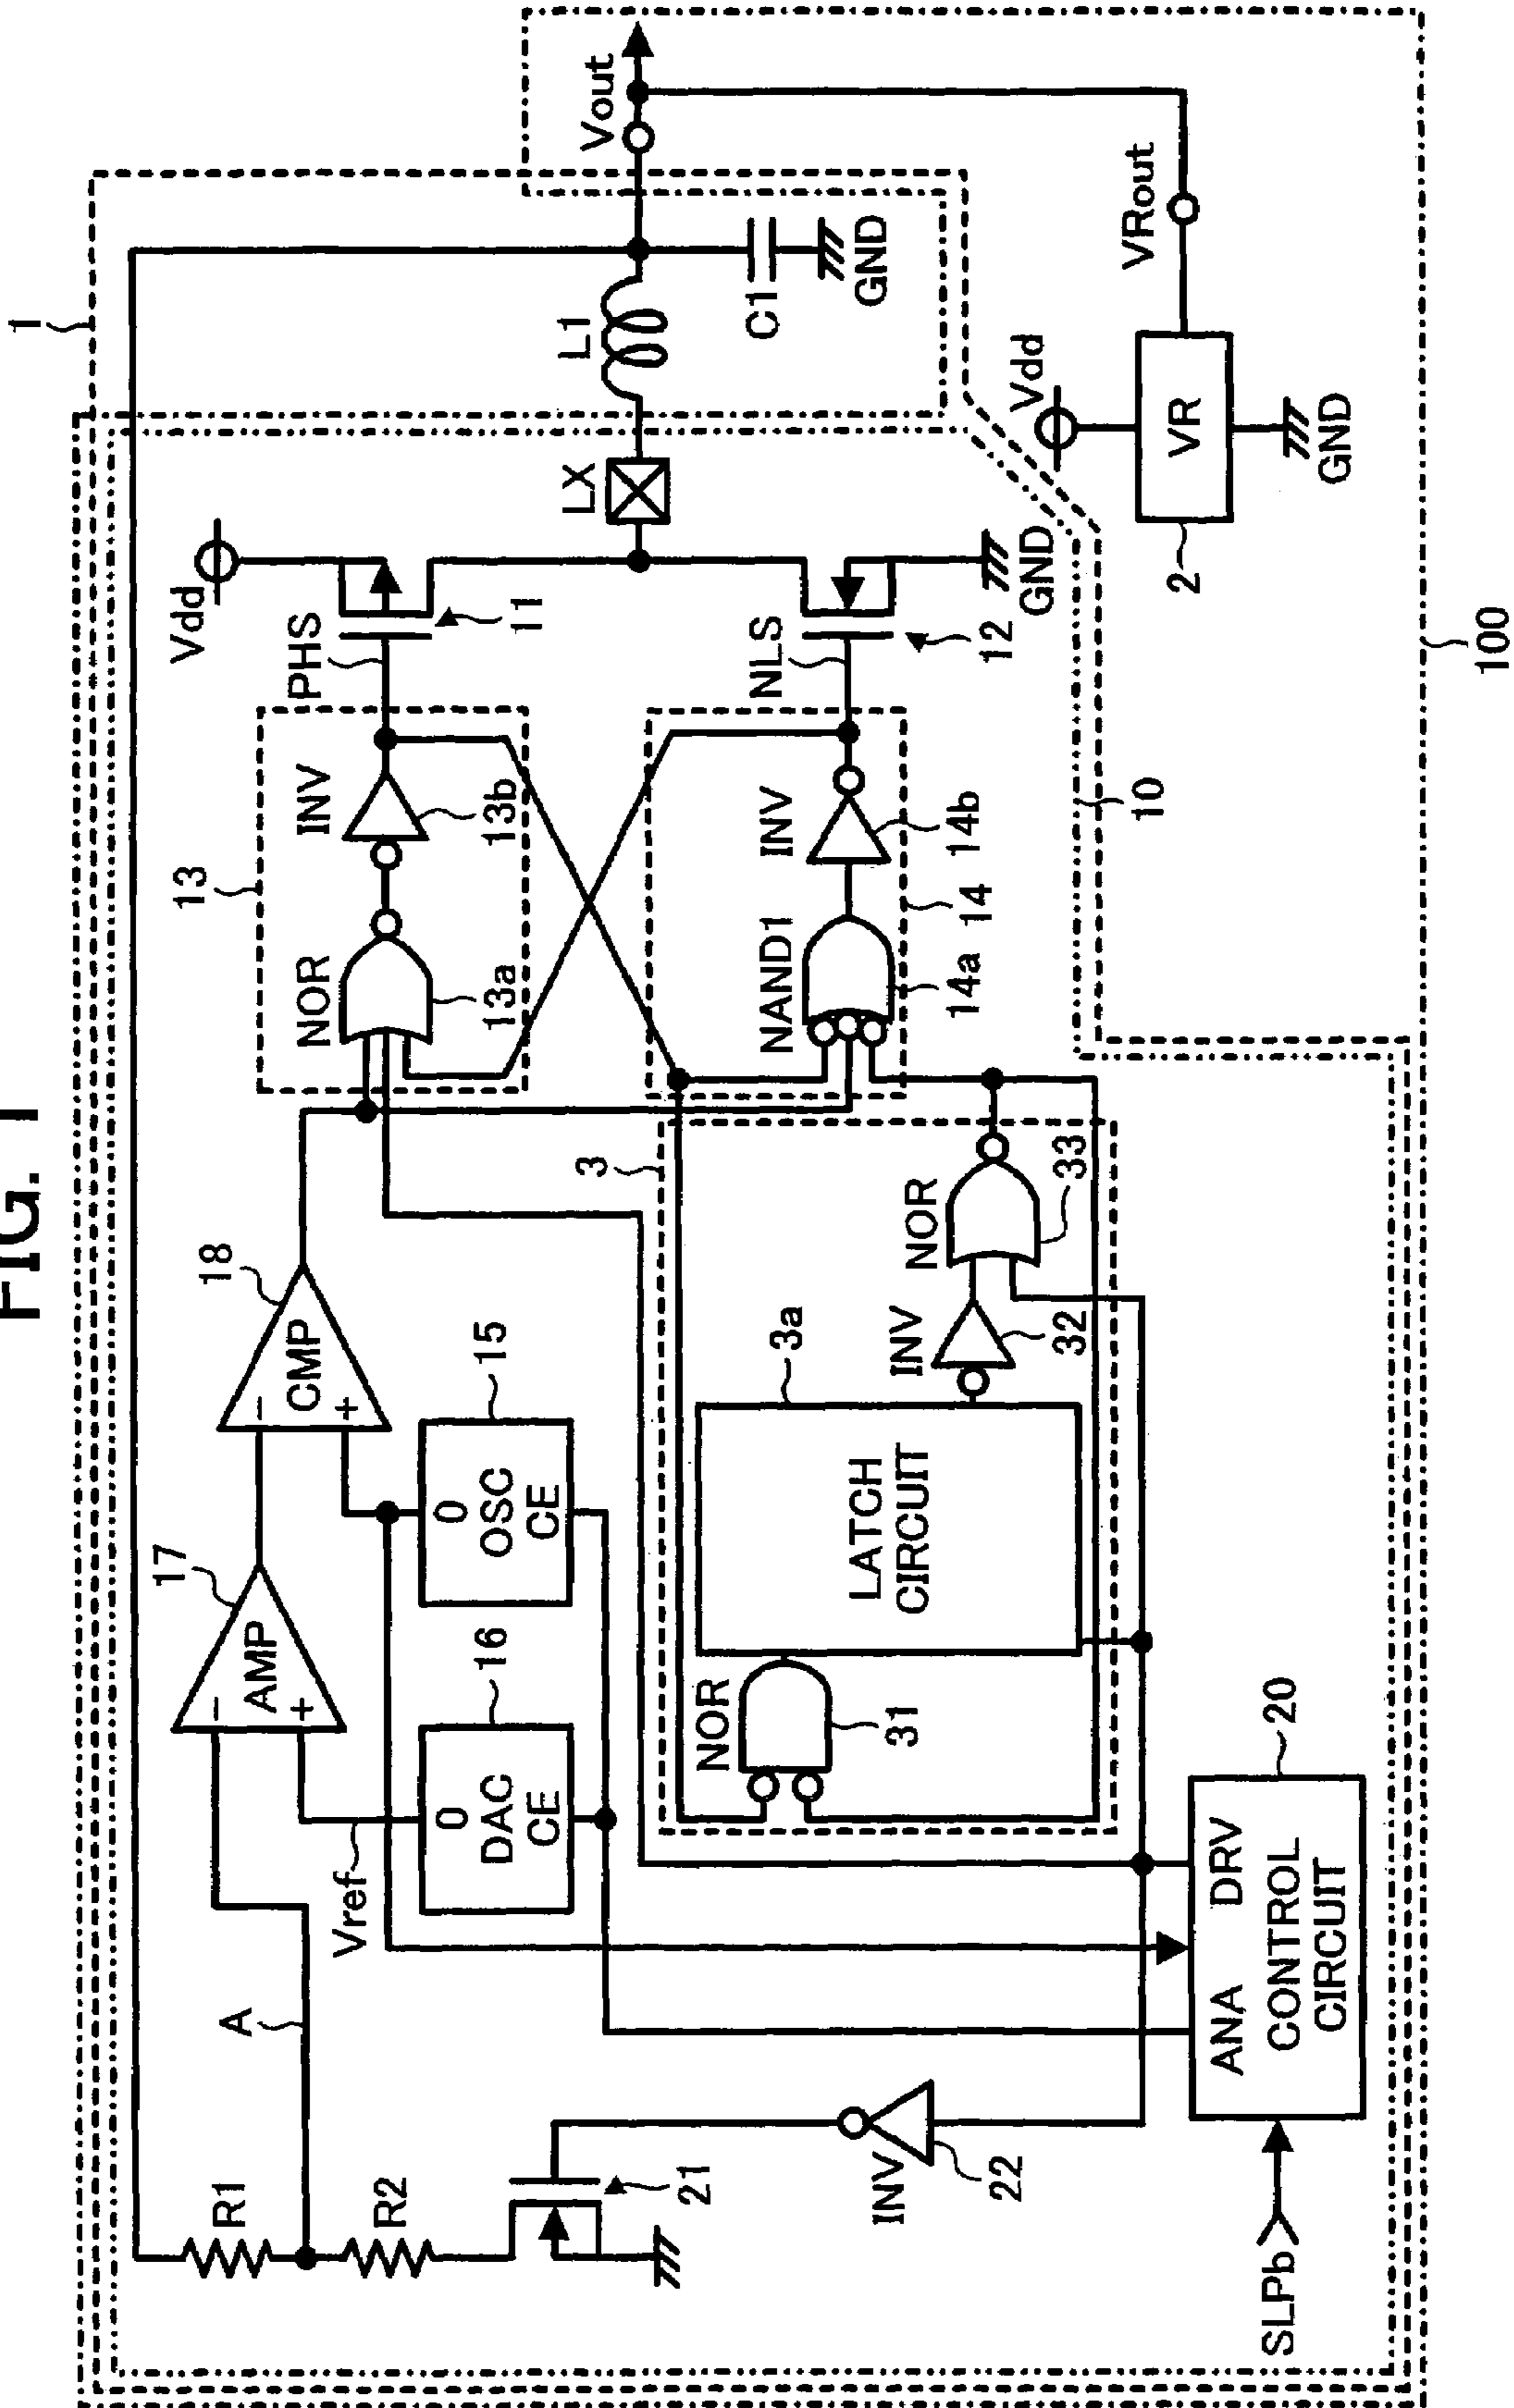 FIG. 1
1
Vdd
PHS
11
13
INV
13b
NOR
13a
LX
L1
C1
GND
Vout
VRout
Vdd
VR
2
GND
100
NLS
12
GND
10
INV
14b
14
NAND1
14a
18
CMP
-
+
17
AMP
-
+
O
OSC
CE
15
O
DAC
CE
16
Vref
A
R1
R2
21
INV
22
3
NOR
33
INV
32
3a
LATCH
CIRCUIT
NOR
31
20
ANA DRV
CONTROL
CIRCUIT
SLPb